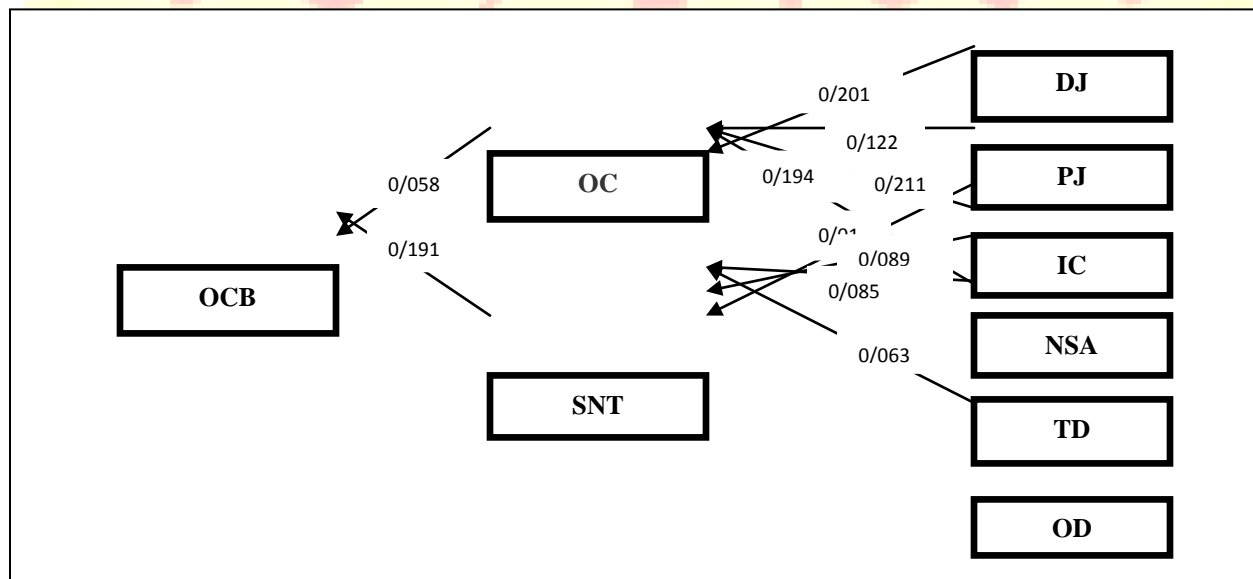 DJ
0/201
0/122
PJ
0/194
0/211
0/058
OC
0/191
0/089
IC
0/085
OCB
NSA
0/063
SNT
TD
OD